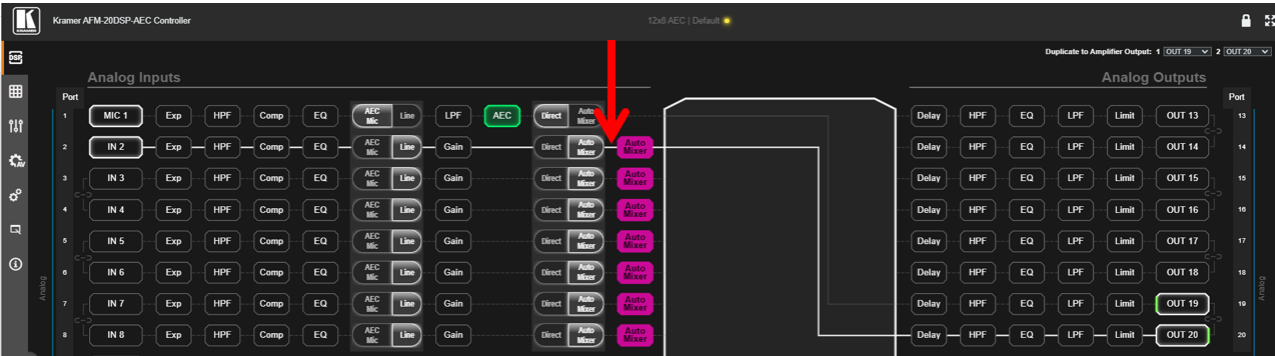 KRAMER Kramer AFM-20DSP-AEC Controller 12x8 AEC | Default
DSP Duplicate to Amplifier Output: 1 OUT 19 2 OUT 20
Analog Inputs Analog Outputs
Port Port
1 MIC 1 Exp HPF Comp EQ AEC Mic Line LPF AEC Direct Auto Mixer Delay HPF EQ LPF Limit OUT 13 13
2 IN 2 Exp HPF Comp EQ AEC Mic Line Gain Direct Auto Mixer Auto Mixer Delay HPF EQ LPF Limit OUT 14 14
AV
3 IN 3 Exp HPF Comp EQ AEC Mic Line Gain Direct Auto Mixer Auto Mixer Delay HPF EQ LPF Limit OUT 15 15
4 IN 4 Exp HPF Comp EQ AEC Mic Line Gain Direct Auto Mixer Auto Mixer Delay HPF EQ LPF Limit OUT 16 16
5 IN 5 Exp HPF Comp EQ AEC Mic Line Gain Direct Auto Mixer Auto Mixer Delay HPF EQ LPF Limit OUT 17 17
6 IN 6 Exp HPF Comp EQ AEC Mic Line Gain Direct Auto Mixer Auto Mixer Delay HPF EQ LPF Limit OUT 18 18
Analog Analog
7 IN 7 Exp HPF Comp EQ AEC Mic Line Gain Direct Auto Mixer Auto Mixer Delay HPF EQ LPF Limit OUT 19 19
8 IN 8 Exp HPF Comp EQ AEC Mic Line Gain Direct Auto Mixer Auto Mixer Delay HPF EQ LPF Limit OUT 20 20